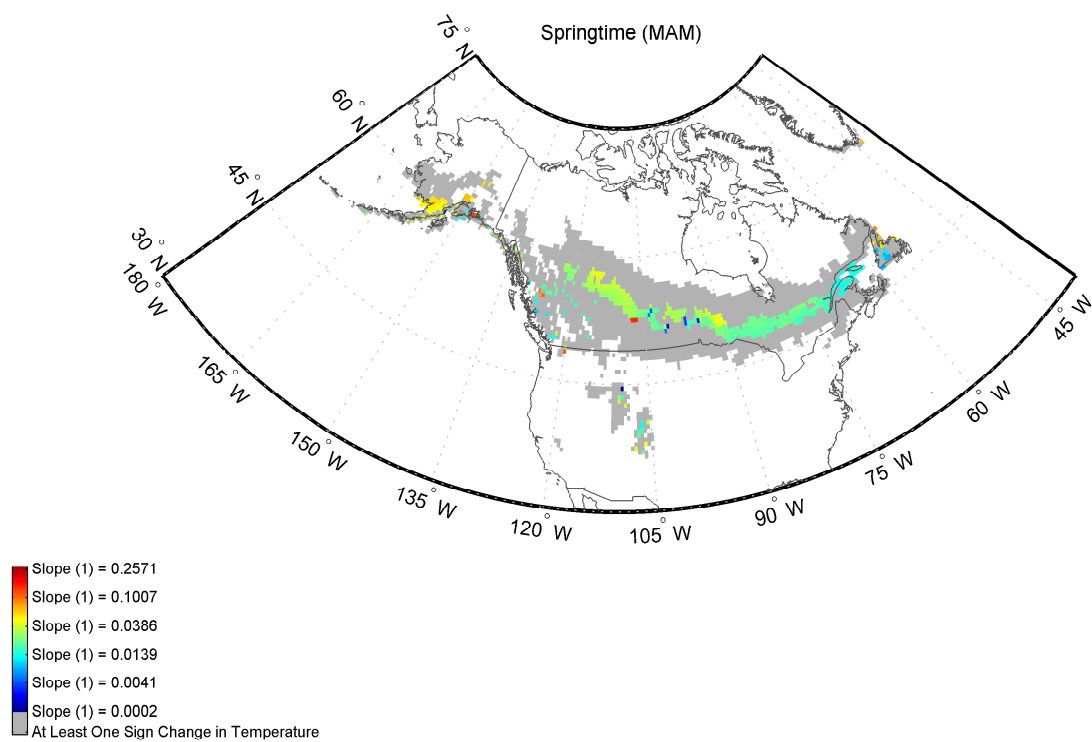 Springtime (MAM)
75° N
60° N
45° N
30° N
180° W
165° W
150° W
135° W
120° W
105° W
90° W
75° W
60° W
45° W
Slope (1) = 0.2571
Slope (1) = 0.1007
Slope (1) = 0.0386
Slope (1) = 0.0139
Slope (1) = 0.0041
Slope (1) = 0.0002
At Least One Sign Change in Temperature